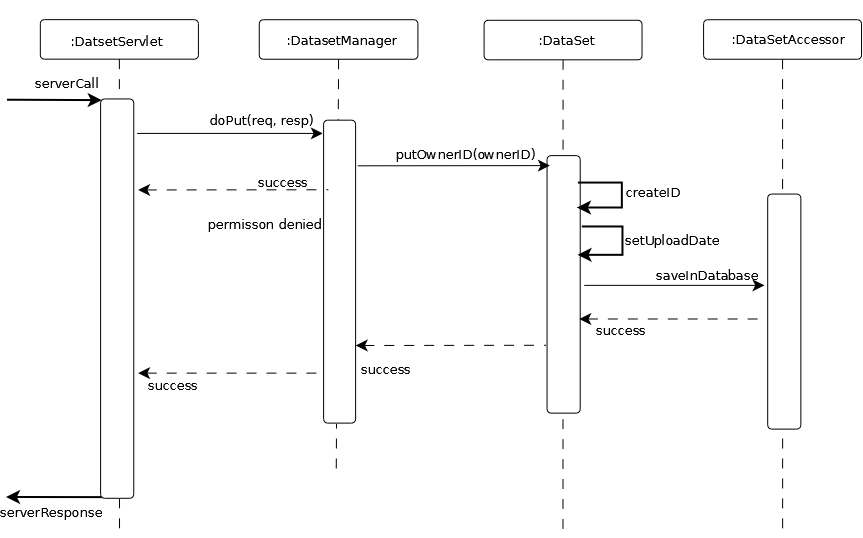 :DatsetServlet
:DatasetManager
:DataSet
:DataSetAccessor
serverCall
doPut(req, resp)
putOwnerID(ownerID)
success
createID
permisson denied
setUploadDate
saveInDatabase
success
success
success
serverResponse